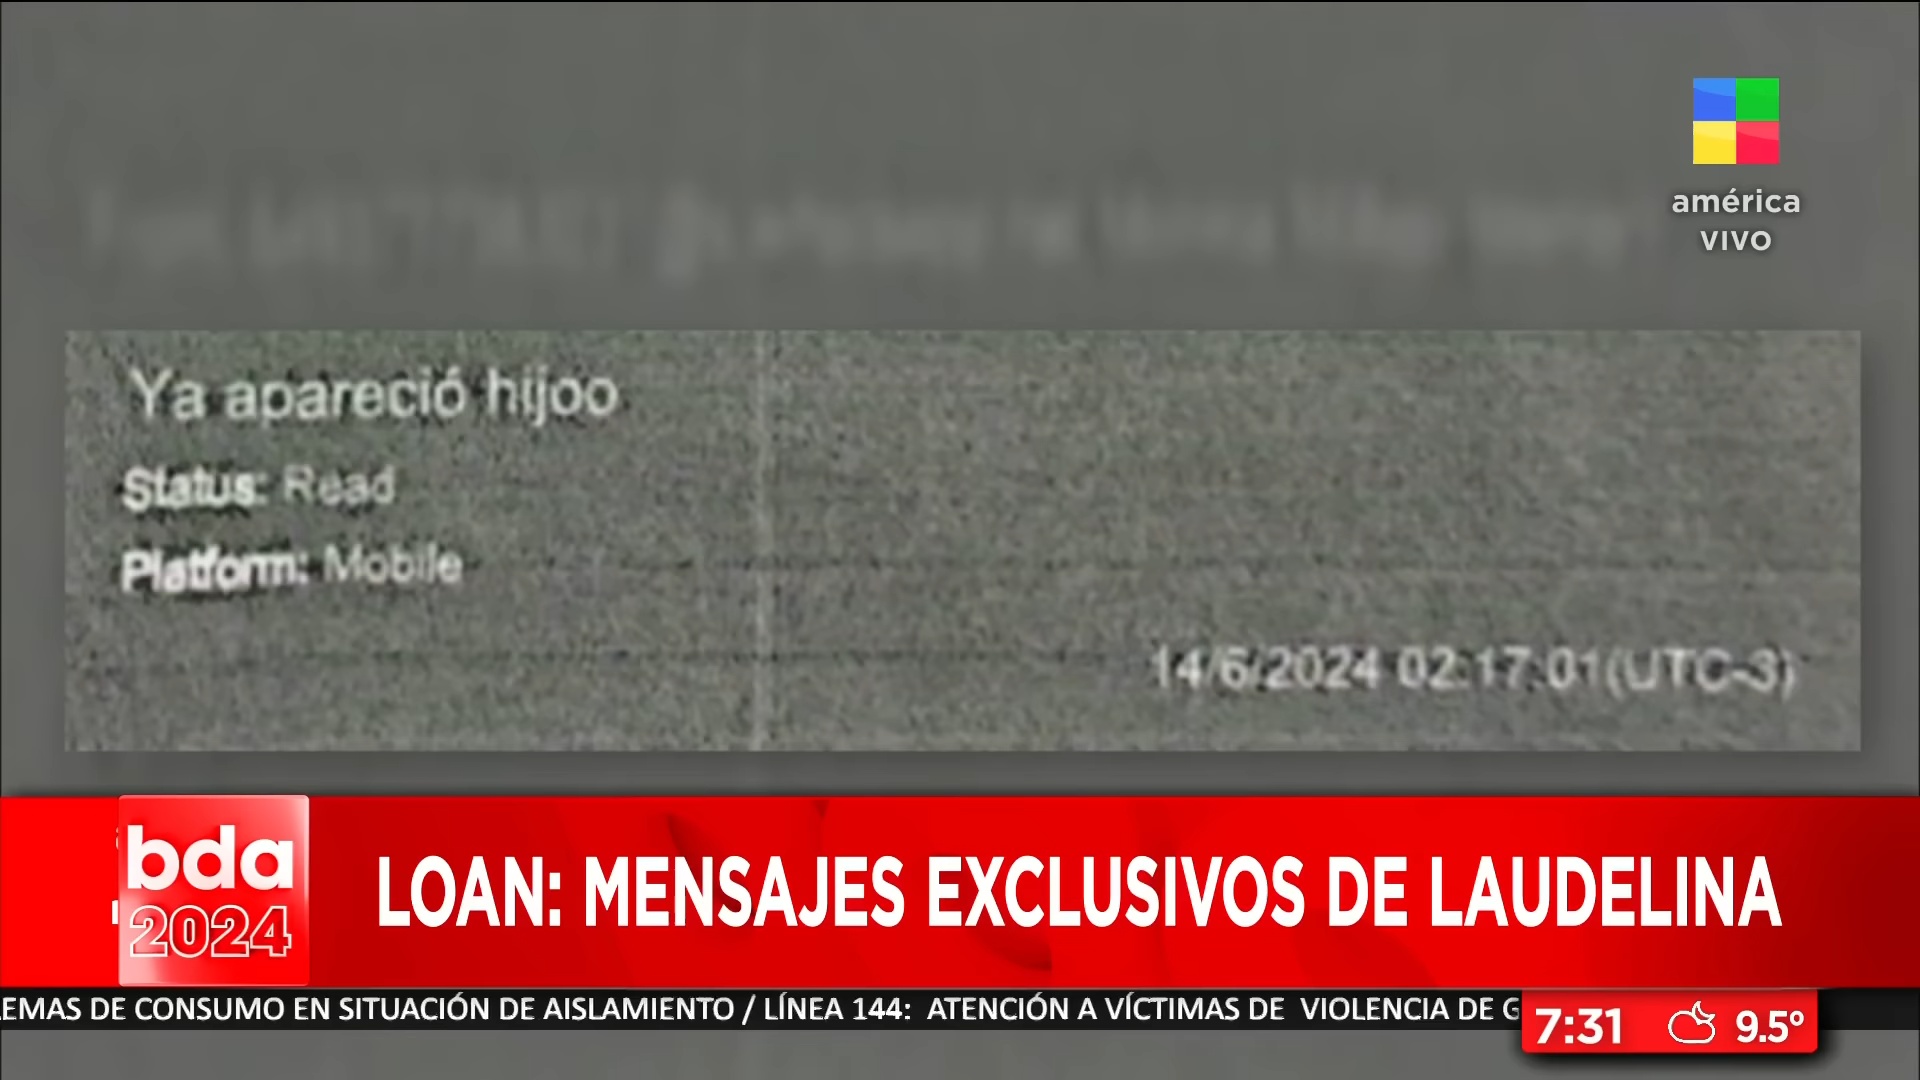 américa
VIVO
Ya apareció hijoo
Status: Read
Platform: Mobile
14/6/2024 02:17:01(UTC-3)
bda
2024
LOAN: MENSAJES EXCLUSIVOS DE LAUDELINA
EMAS DE CONSUMO EN SITUACIÓN DE AISLAMIENTO / LÍNEA 144: ATENCIÓN A VÍCTIMAS DE VIOLENCIA DE G
7:31 9.5°